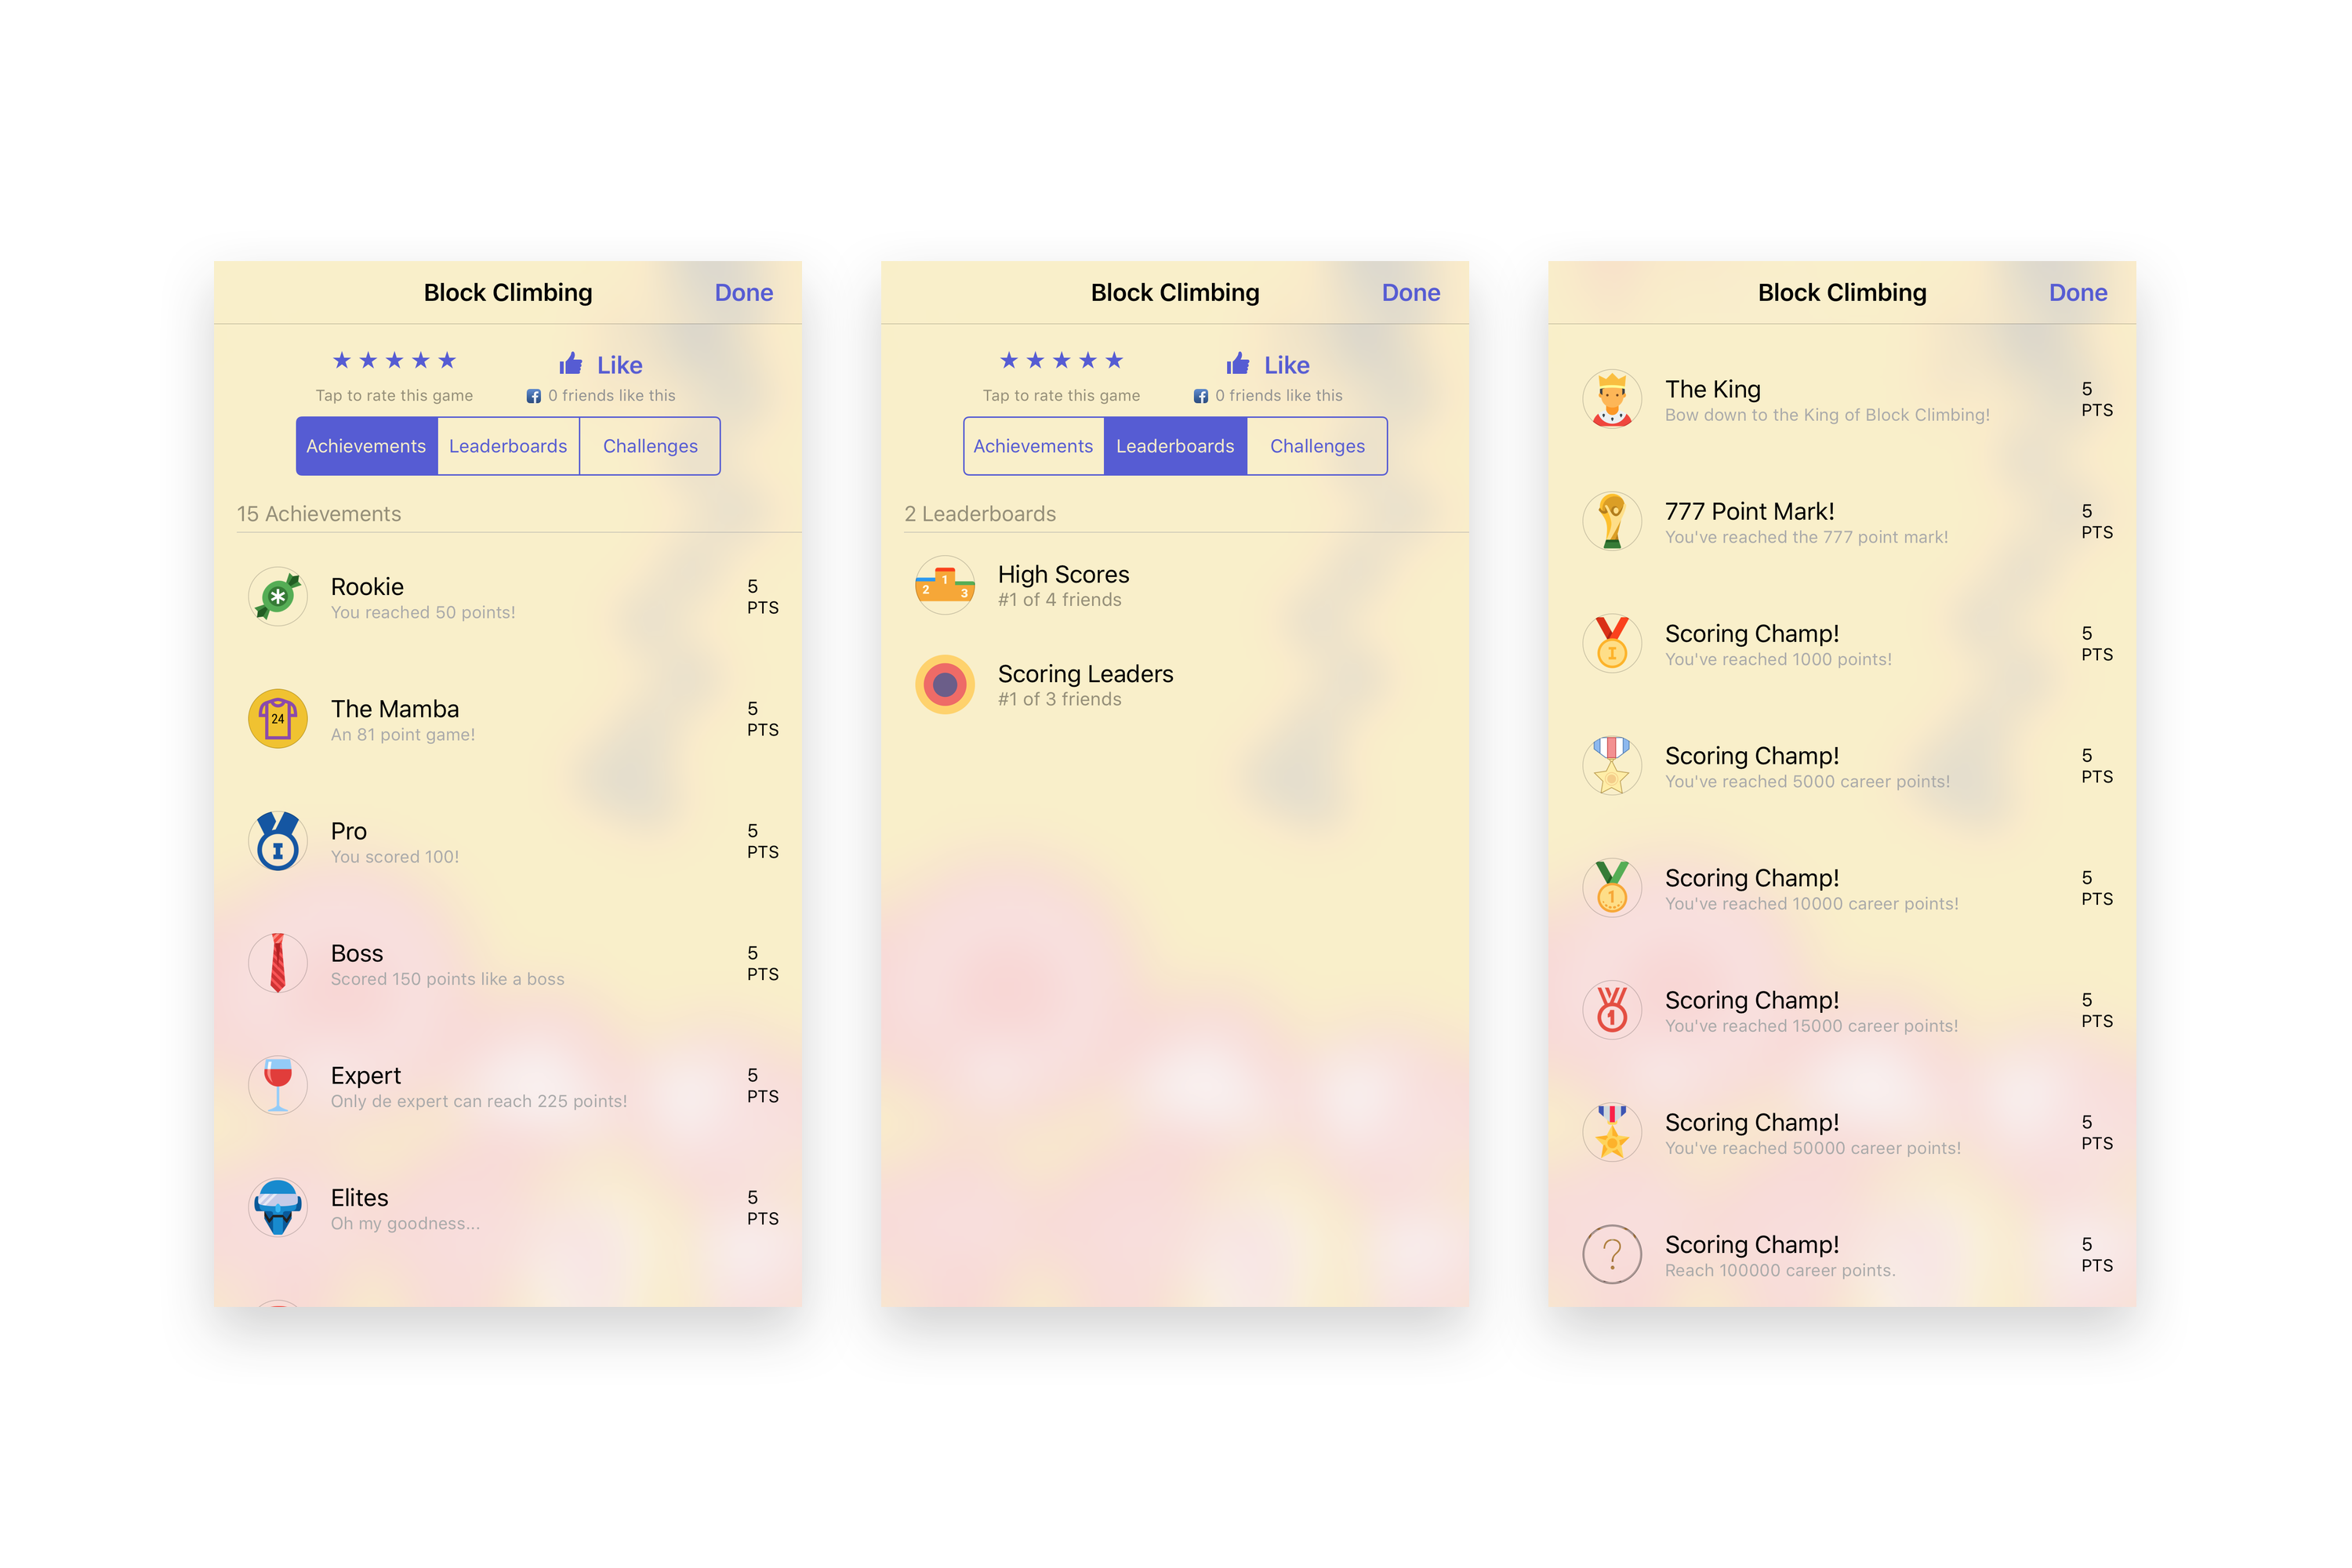 Block Climbing Done
★ ★ ★ ★ ★ Like
Tap to rate this game 0 friends like this
Achievements Leaderboards Challenges
15 Achievements
Rookie
You reached 50 points!
5
PTS
24
The Mamba
An 81 point game!
5
PTS
I
Pro
You scored 100!
5
PTS
Boss
Scored 150 points like a boss
5
PTS
Expert
Only de expert can reach 225 points!
5
PTS
Elites
Oh my goodness...
5
PTS
Block Climbing Done
★ ★ ★ ★ ★ Like
Tap to rate this game 0 friends like this
Achievements Leaderboards Challenges
2 Leaderboards
2 1 3
High Scores
#1 of 4 friends
Scoring Leaders
#1 of 3 friends
Block Climbing Done
The King
Bow down to the King of Block Climbing!
5
PTS
777 Point Mark!
You've reached the 777 point mark!
5
PTS
I
Scoring Champ!
You've reached 1000 points!
5
PTS
Scoring Champ!
You've reached 5000 career points!
5
PTS
1
Scoring Champ!
You've reached 10000 career points!
5
PTS
1
Scoring Champ!
You've reached 15000 career points!
5
PTS
Scoring Champ!
You've reached 50000 career points!
5
PTS
?
Scoring Champ!
Reach 100000 career points.
5
PTS